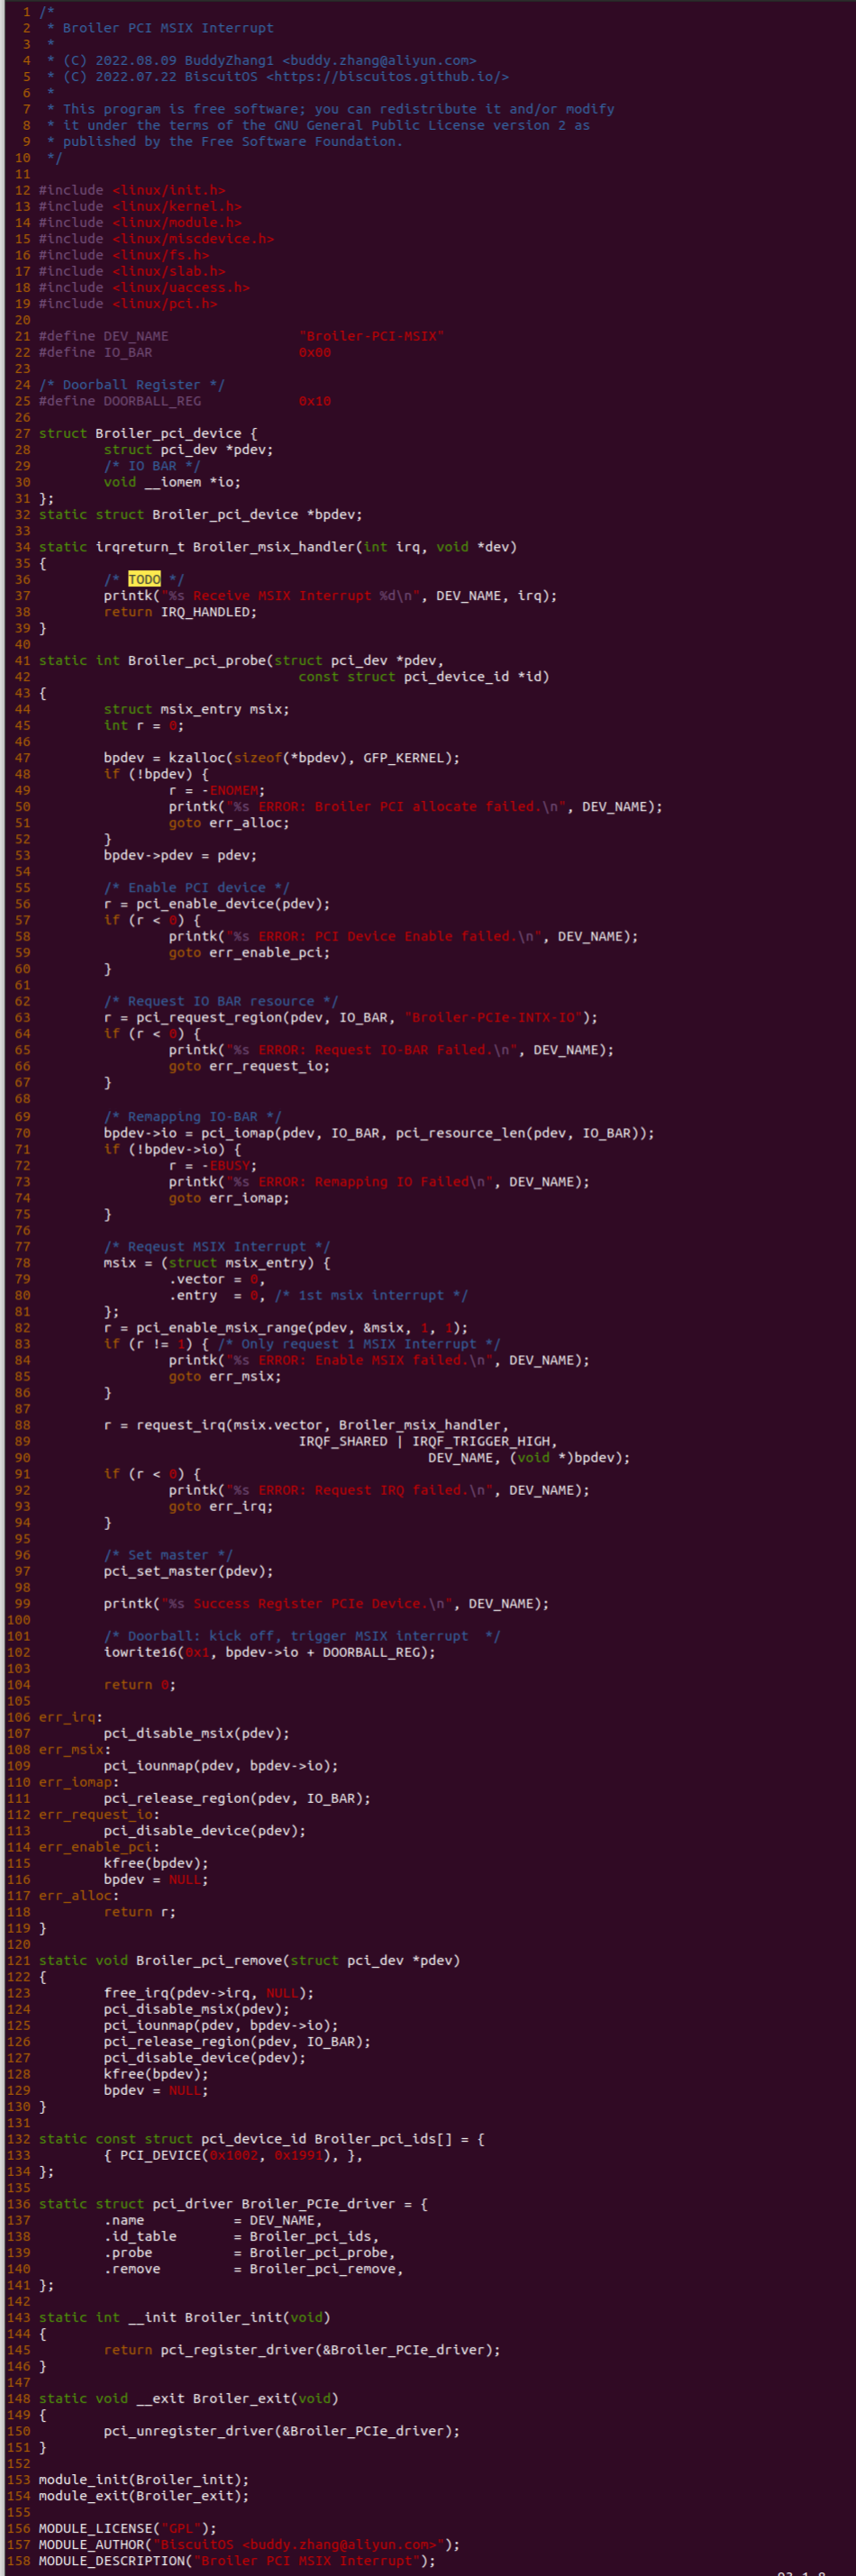 1 /*
2  * Broiler PCI MSIX Interrupt
3  *
4  * (C) 2022.08.09 BuddyZhang1 <buddy.zhang@aliyun.com>
5  * (C) 2022.07.22 BiscuitOS <https://biscuitos.github.io/>
6  *
7  * This program is free software; you can redistribute it and/or modify
8  * it under the terms of the GNU General Public License version 2 as
9  * published by the Free Software Foundation.
10  */
11
12 #include <linux/init.h>
13 #include <linux/kernel.h>
14 #include <linux/module.h>
15 #include <linux/miscdevice.h>
16 #include <linux/fs.h>
17 #include <linux/slab.h>
18 #include <linux/uaccess.h>
19 #include <linux/pci.h>
20
21 #define DEV_NAME                "Broiler-PCI-MSIX"
22 #define IO_BAR                  0x00
23
24 /* Doorball Register */
25 #define DOORBALL_REG            0x10
26
27 struct Broiler_pci_device {
28         struct pci_dev *pdev;
29         /* IO BAR */
30         void __iomem *io;
31 };
32 static struct Broiler_pci_device *bpdev;
33
34 static irqreturn_t Broiler_msix_handler(int irq, void *dev)
35 {
36         /* TODO */
37         printk("%s Receive MSIX Interrupt %d\n", DEV_NAME, irq);
38         return IRQ_HANDLED;
39 }
40
41 static int Broiler_pci_probe(struct pci_dev *pdev,
42                                 const struct pci_device_id *id)
43 {
44         struct msix_entry msix;
45         int r = 0;
46
47         bpdev = kzalloc(sizeof(*bpdev), GFP_KERNEL);
48         if (!bpdev) {
49                 r = -ENOMEM;
50                 printk("%s ERROR: Broiler PCI allocate failed.\n", DEV_NAME);
51                 goto err_alloc;
52         }
53         bpdev->pdev = pdev;
54
55         /* Enable PCI device */
56         r = pci_enable_device(pdev);
57         if (r < 0) {
58                 printk("%s ERROR: PCI Device Enable failed.\n", DEV_NAME);
59                 goto err_enable_pci;
60         }
61
62         /* Request IO BAR resource */
63         r = pci_request_region(pdev, IO_BAR, "Broiler-PCIe-INTX-IO");
64         if (r < 0) {
65                 printk("%s ERROR: Request IO-BAR Failed.\n", DEV_NAME);
66                 goto err_request_io;
67         }
68
69         /* Remapping IO-BAR */
70         bpdev->io = pci_iomap(pdev, IO_BAR, pci_resource_len(pdev, IO_BAR));
71         if (!bpdev->io) {
72                 r = -EBUSY;
73                 printk("%s ERROR: Remapping IO Failed\n", DEV_NAME);
74                 goto err_iomap;
75         }
76
77         /* Reqeust MSIX Interrupt */
78         msix = (struct msix_entry) {
79                 .vector = 0,
80                 .entry  = 0, /* 1st msix interrupt */
81         };
82         r = pci_enable_msix_range(pdev, &msix, 1, 1);
83         if (r != 1) { /* Only request 1 MSIX Interrupt */
84                 printk("%s ERROR: Enable MSIX failed.\n", DEV_NAME);
85                 goto err_msix;
86         }
87
88         r = request_irq(msix.vector, Broiler_msix_handler,
89                                 IRQF_SHARED | IRQF_TRIGGER_HIGH,
90                                                 DEV_NAME, (void *)bpdev);
91         if (r < 0) {
92                 printk("%s ERROR: Request IRQ failed.\n", DEV_NAME);
93                 goto err_irq;
94         }
95
96         /* Set master */
97         pci_set_master(pdev);
98
99         printk("%s Success Register PCIe Device.\n", DEV_NAME);
100
101         /* Doorball: kick off, trigger MSIX interrupt  */
102         iowrite16(0x1, bpdev->io + DOORBALL_REG);
103
104         return 0;
105
106 err_irq:
107         pci_disable_msix(pdev);
108 err_msix:
109         pci_iounmap(pdev, bpdev->io);
110 err_iomap:
111         pci_release_region(pdev, IO_BAR);
112 err_request_io:
113         pci_disable_device(pdev);
114 err_enable_pci:
115         kfree(bpdev);
116         bpdev = NULL;
117 err_alloc:
118         return r;
119 }
120
121 static void Broiler_pci_remove(struct pci_dev *pdev)
122 {
123         free_irq(pdev->irq, NULL);
124         pci_disable_msix(pdev);
125         pci_iounmap(pdev, bpdev->io);
126         pci_release_region(pdev, IO_BAR);
127         pci_disable_device(pdev);
128         kfree(bpdev);
129         bpdev = NULL;
130 }
131
132 static const struct pci_device_id Broiler_pci_ids[] = {
133         { PCI_DEVICE(0x1002, 0x1991), },
134 };
135
136 static struct pci_driver Broiler_PCIe_driver = {
137         .name           = DEV_NAME,
138         .id_table       = Broiler_pci_ids,
139         .probe          = Broiler_pci_probe,
140         .remove         = Broiler_pci_remove,
141 };
142
143 static int __init Broiler_init(void)
144 {
145         return pci_register_driver(&Broiler_PCIe_driver);
146 }
147
148 static void __exit Broiler_exit(void)
149 {
150         pci_unregister_driver(&Broiler_PCIe_driver);
151 }
152
153 module_init(Broiler_init);
154 module_exit(Broiler_exit);
155
156 MODULE_LICENSE("GPL");
157 MODULE_AUTHOR("BiscuitOS <buddy.zhang@aliyun.com>");
158 MODULE_DESCRIPTION("Broiler PCI MSIX Interrupt");